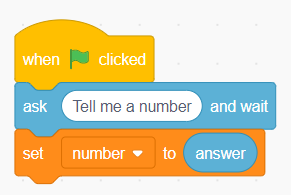 when clicked
ask Tell me a number and wait
set number to answer